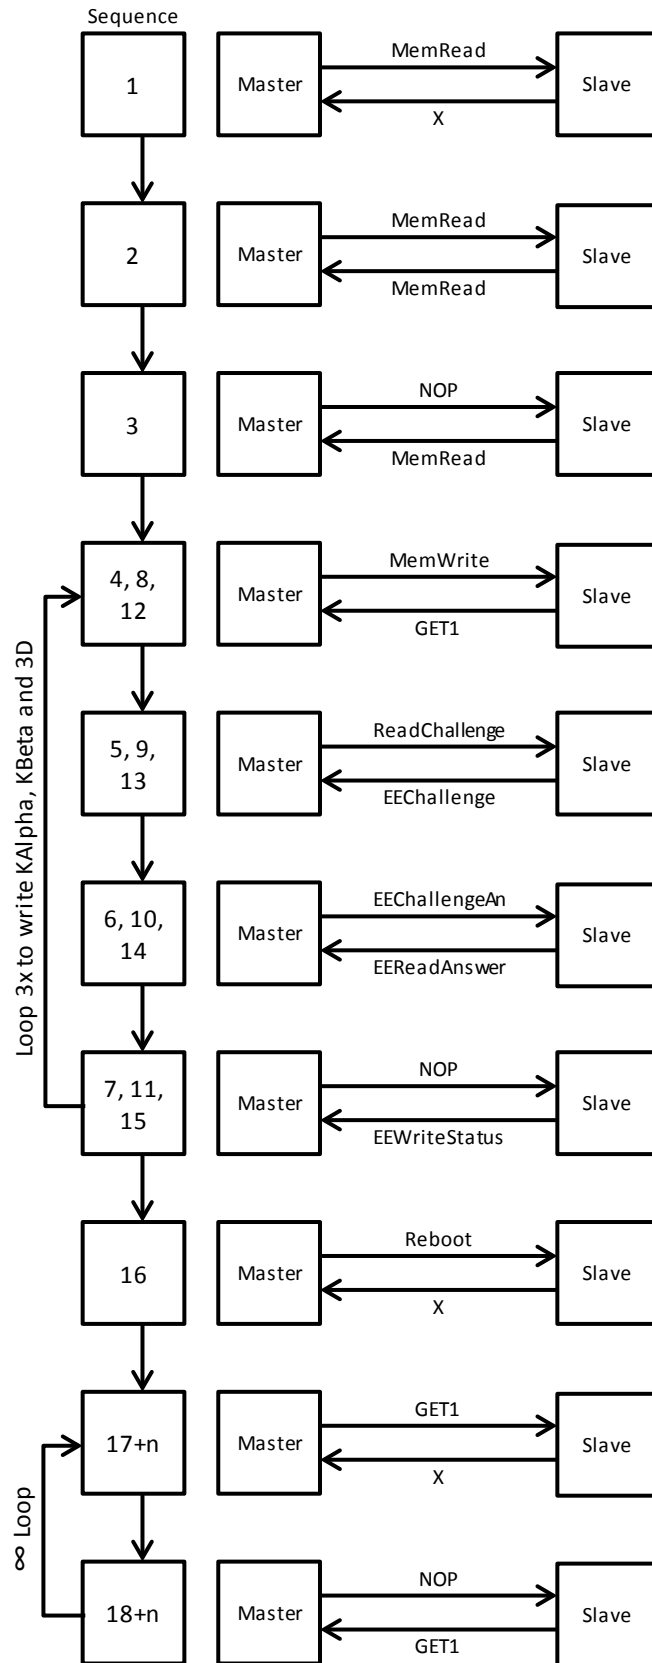 Sequence
1
Master
MemRead
X
Slave
2
Master
MemRead
MemRead
Slave
3
Master
NOP
MemRead
Slave
4, 8,
12
Master
MemWrite
GET1
Slave
Loop 3x to write KAlpha, KBeta and 3D
5, 9,
13
Master
ReadChallenge
EEChallenge
Slave
6, 10,
14
Master
EEChallengeAn
EEReadAnswer
Slave
7, 11,
15
Master
NOP
EEWriteStatus
Slave
16
Master
Reboot
X
Slave
17+n
Master
GET1
X
Slave
∞ Loop
18+n
Master
NOP
GET1
Slave